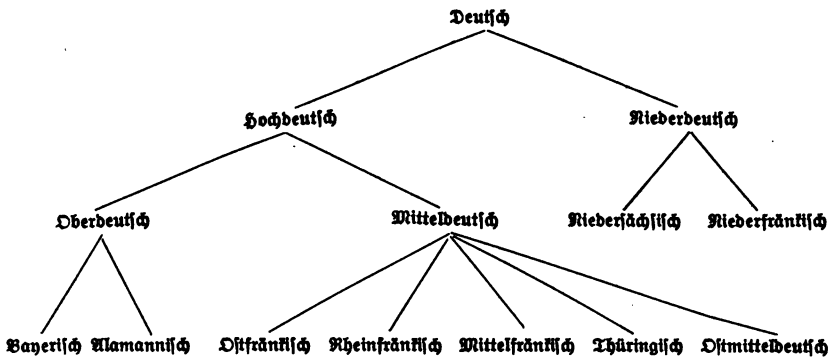 Deutſch
Hochdeutſch Niederdeutſch
Oberdeutſch Mitteldeutſch Niederſächſiſch Niederfränkiſch
Bayeriſch Alamanniſch Oſtfränkiſch Rheinfränkiſch Mittelfränkiſch Thüringiſch Oſtmitteldeutſch